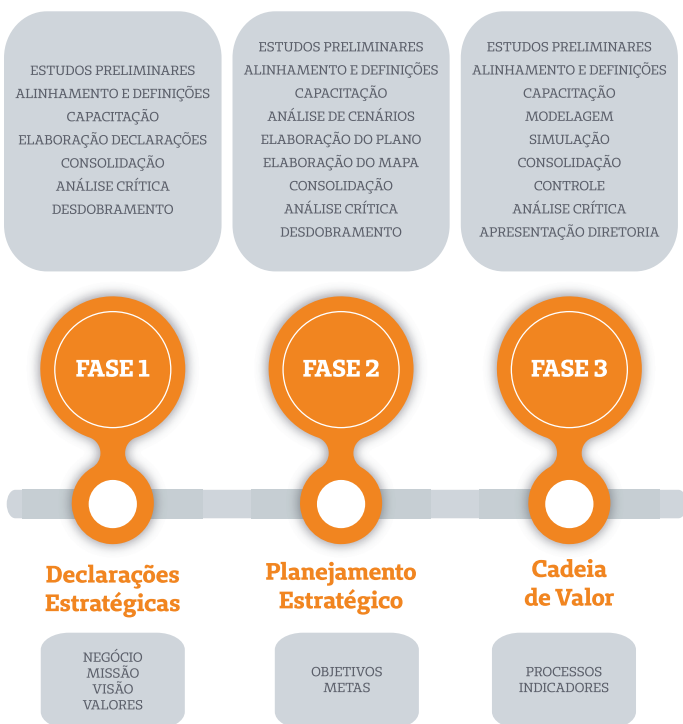 ESTUDOS PRELIMINARES
ALINHAMENTO E DEFINIÇÕES
CAPACITAÇÃO
ELABORAÇÃO DECLARAÇÕES
CONSOLIDAÇÃO
ANÁLISE CRÍTICA
DESDOBRAMENTO
ESTUDOS PRELIMINARES
ALINHAMENTO E DEFINIÇÕES
CAPACITAÇÃO
ANÁLISE DE CENÁRIOS
ELABORAÇÃO DO PLANO
ELABORAÇÃO DO MAPA
CONSOLIDAÇÃO
ANÁLISE CRÍTICA
DESDOBRAMENTO
ESTUDOS PRELIMINARES
ALINHAMENTO E DEFINIÇÕES
CAPACITAÇÃO
MODELAGEM
SIMULAÇÃO
CONSOLIDAÇÃO
CONTROLE
ANÁLISE CRÍTICA
APRESENTAÇÃO DIRETORIA
FASE 1
FASE 2
FASE 3
Declarações
Estratégicas
Planejamento
Estratégico
Cadeia
de Valor
NEGÓCIO
MISSÃO
VISÃO
VALORES
OBJETIVOS
METAS
PROCESSOS
INDICADORES